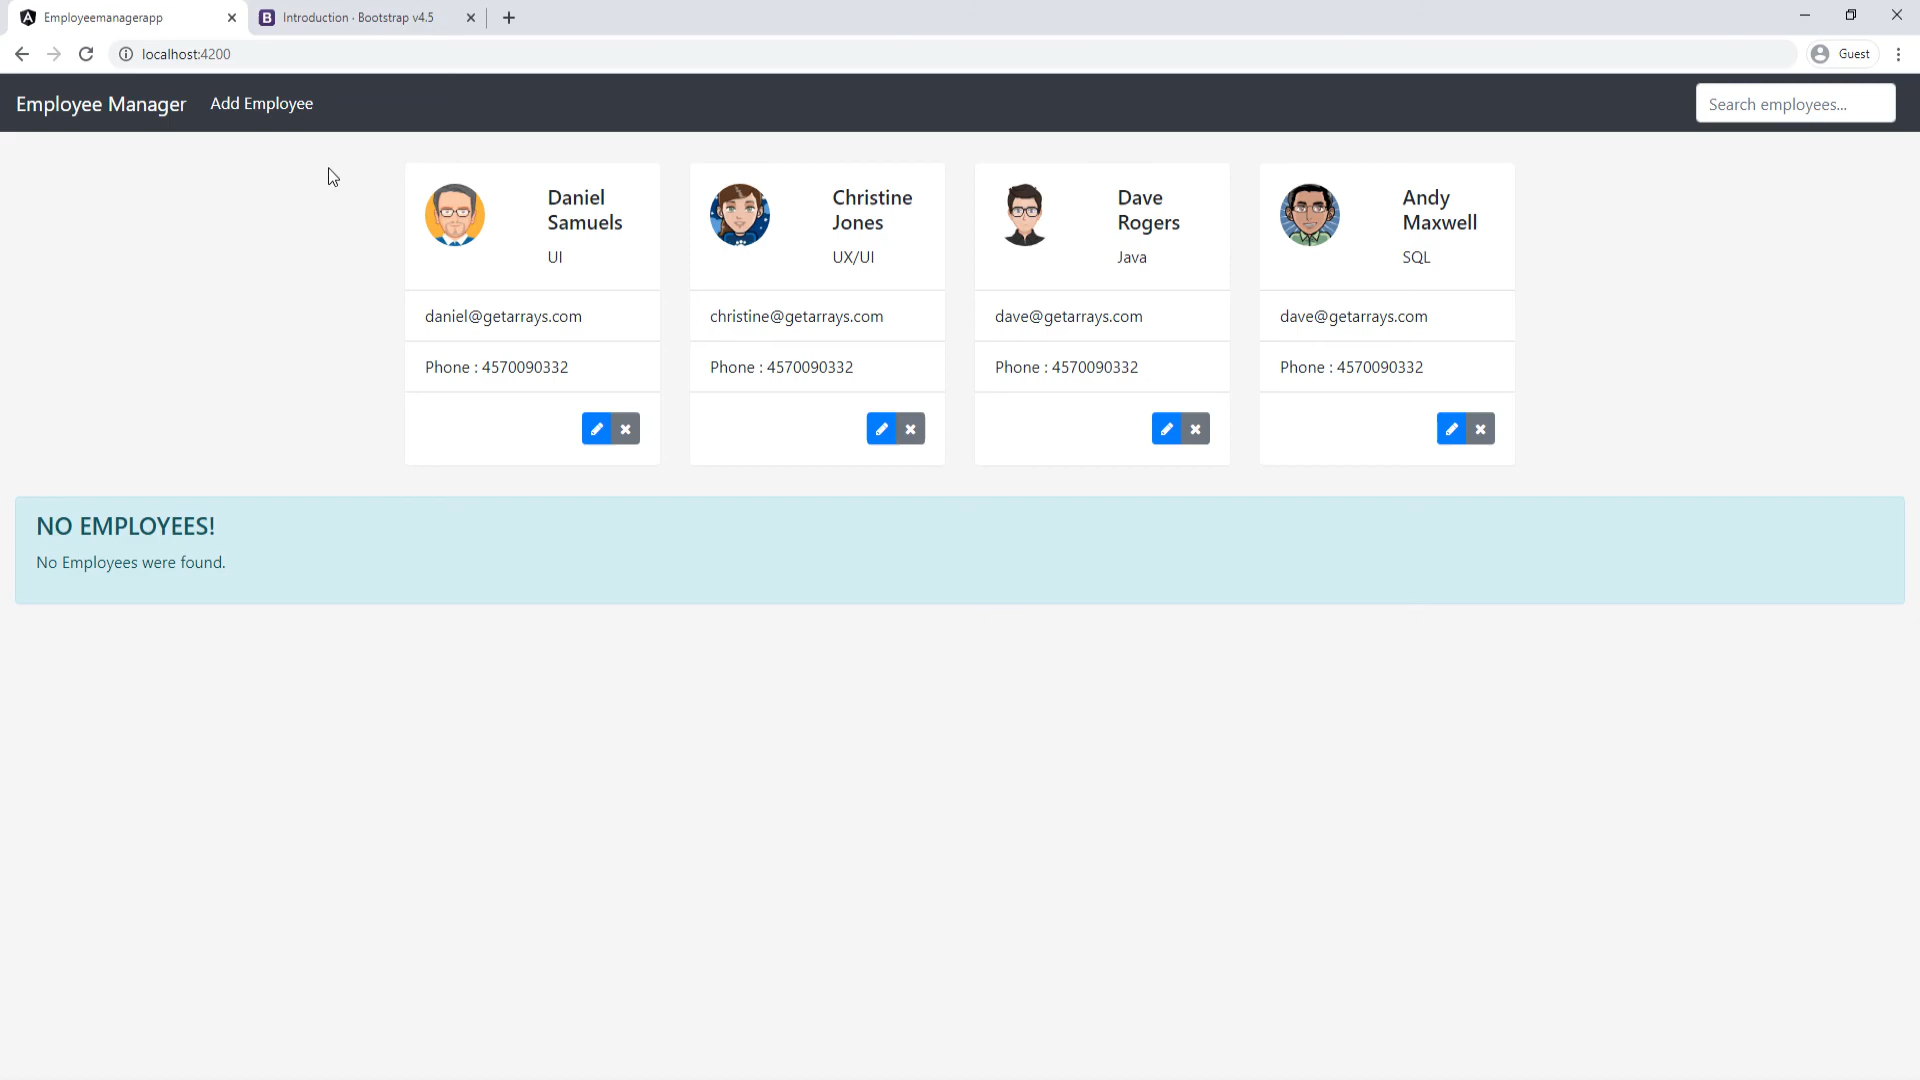 Employeemanagerapp
Introduction · Bootstrap v4.5
localhost:4200
Guest
Employee Manager
Add Employee
Search employees...
Daniel
Samuels
UI
daniel@getarrays.com
Phone : 4570090332
Christine
Jones
UX/UI
christine@getarrays.com
Phone : 4570090332
Dave
Rogers
Java
dave@getarrays.com
Phone : 4570090332
Andy
Maxwell
SQL
dave@getarrays.com
Phone : 4570090332
NO EMPLOYEES!
No Employees were found.